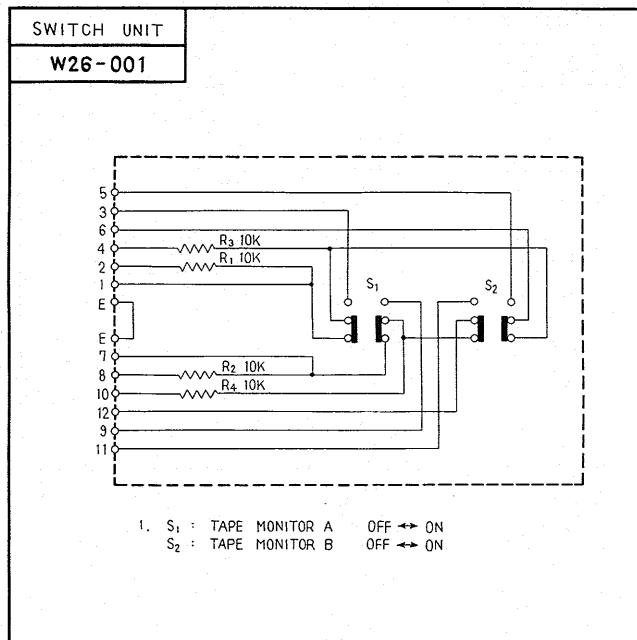 SWITCH UNIT
W26-001
5
3
6
4 R3 10K
2 R1 10K
1 S1 S2
E
E
7
8 R2 10K
10 R4 10K
12
9
11
1. S1 : TAPE MONITOR A OFF ↔ ON
S2 : TAPE MONITOR B OFF ↔ ON